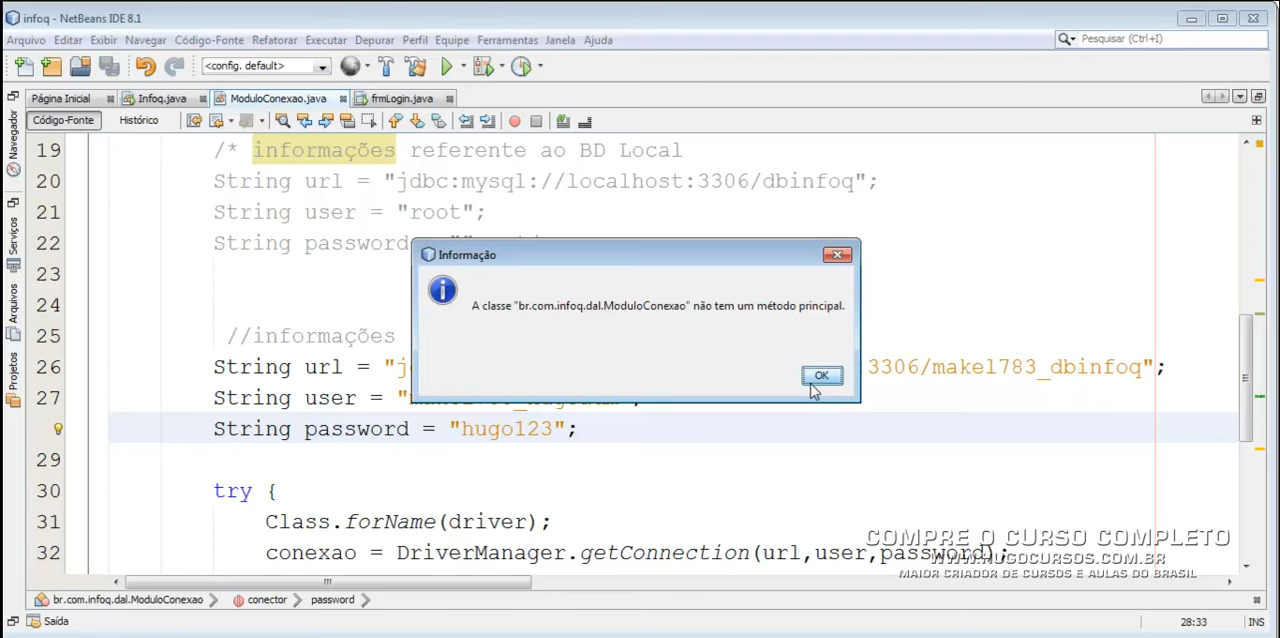 infoq - NetBeans IDE 8.1
Arquivo Editar Exibir Navegar Código-Fonte Refatorar Executar Depurar Perfil Equipe Ferramentas Janela Ajuda
Pesquisar (Ctrl+I)
<config. default>
Página Inicial Infoq.java ModuloConexao.java frmLogin.java
Código-Fonte Histórico
Navegador
Serviços
Arquivos
Projetos
19 /* informações referente ao BD Local
20 String url = "jdbc:mysql://localhost:3306/dbinfoq";
21 String user = "root";
22 String password
23
24
25 //informações
26 String url = "j 3306/makel783_dbinfoq";
27 String user = "
28 String password = "hugo123";
29
30 try {
31 Class.forName(driver);
32 conexao = DriverManager.getConnection(url,user,password);
Informação
A classe "br.com.infoq.dal.ModuloConexao" não tem um método principal.
OK
COMPRE O CURSO COMPLETO
WWW.HUGOCURSOS.COM.BR
MAIOR CRIADOR DE CURSOS E AULAS DO BRASIL
br.com.infoq.dal.ModuloConexao conector password
Saída
28:33 INS